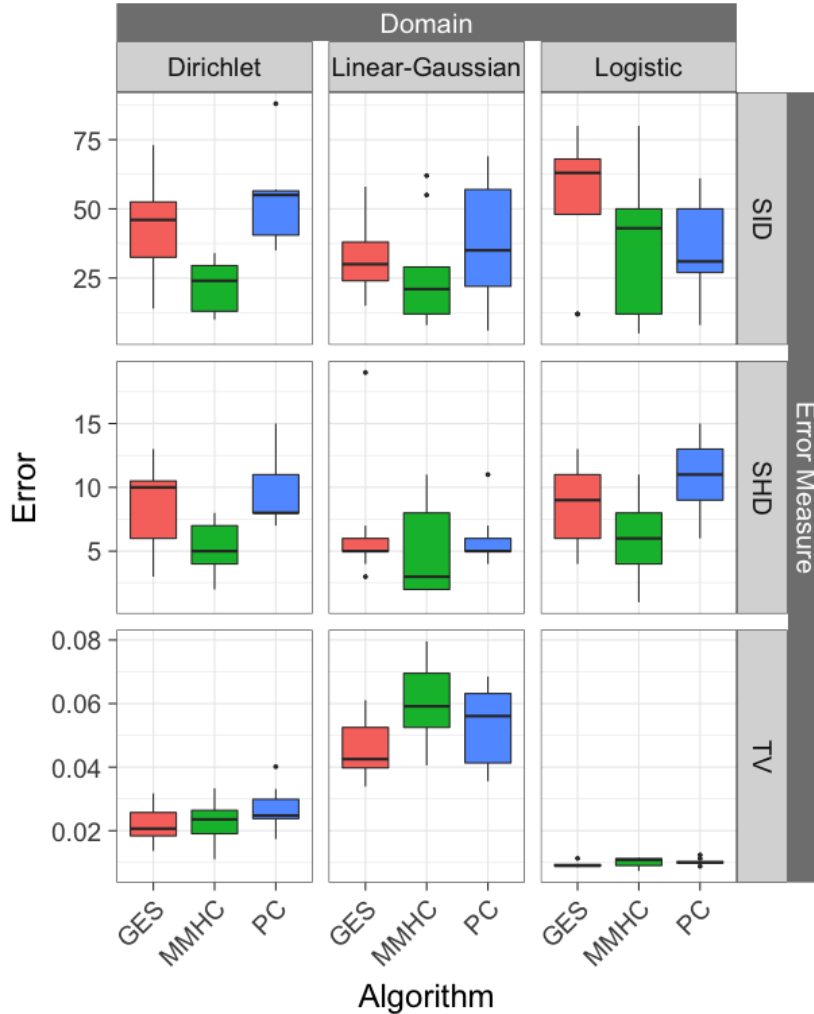 Domain
Dirichlet Linear-Gaussian Logistic
75
50
25
SID
15
10
5
SHD
0.08
0.06
0.04
0.02
TV
Error
Error Measure
GES MMHC PC GES MMHC PC GES MMHC PC
Algorithm